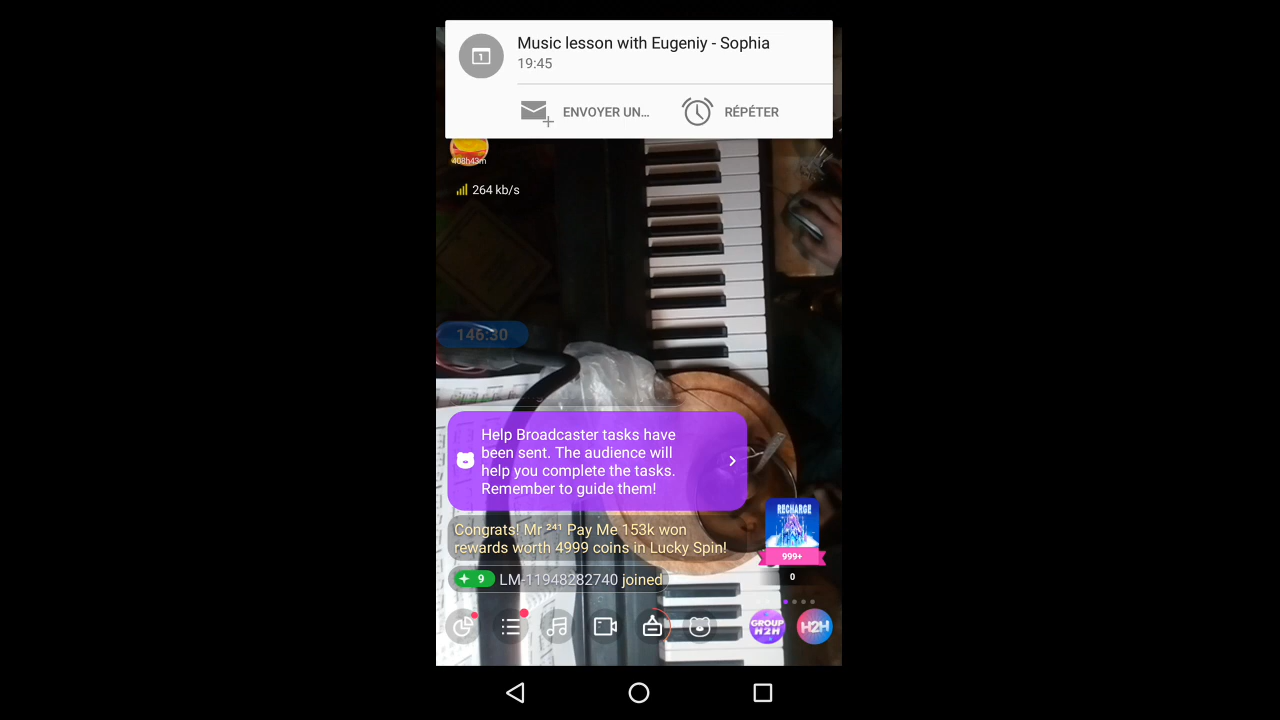 1
Music lesson with Eugeniy - Sophia
19:45
ENVOYER UN…
RÉPÉTER
408h43m
264 kb/s
146:30
Help Broadcaster tasks have
been sent. The audience will
help you complete the tasks.
Remember to guide them!
Congrats! Mr ²⁴¹ Pay Me 153k won
rewards worth 4999 coins in Lucky Spin!
9 LM-11948282740 joined
RECHARGE
999+
0
GROUP
H2H
H2H